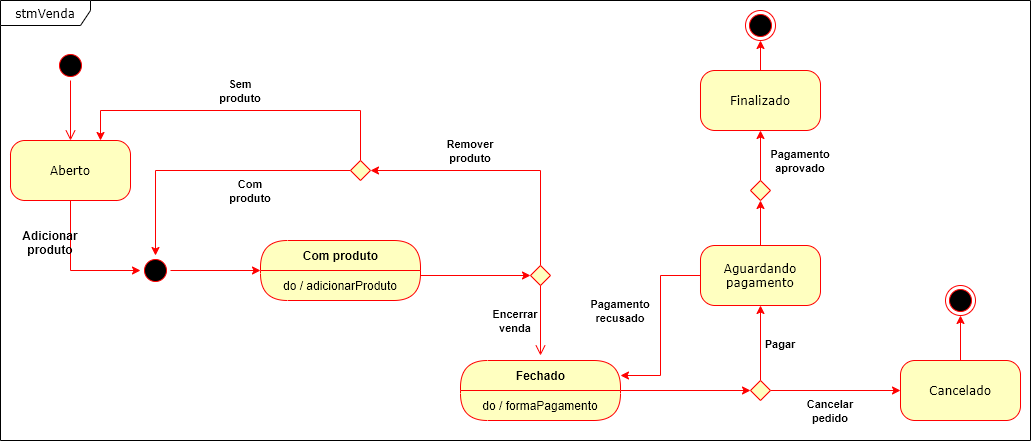 stmVenda
Sem
produto
Aberto
Remover
produto
Com
produto
Adicionar
produto
Com produto
do / adicionarProduto
Encerrar
venda
Fechado
do / formaPagamento
Finalizado
Pagamento
aprovado
Aguardando
pagamento
Pagamento
recusado
Pagar
Cancelar
pedido
Cancelado